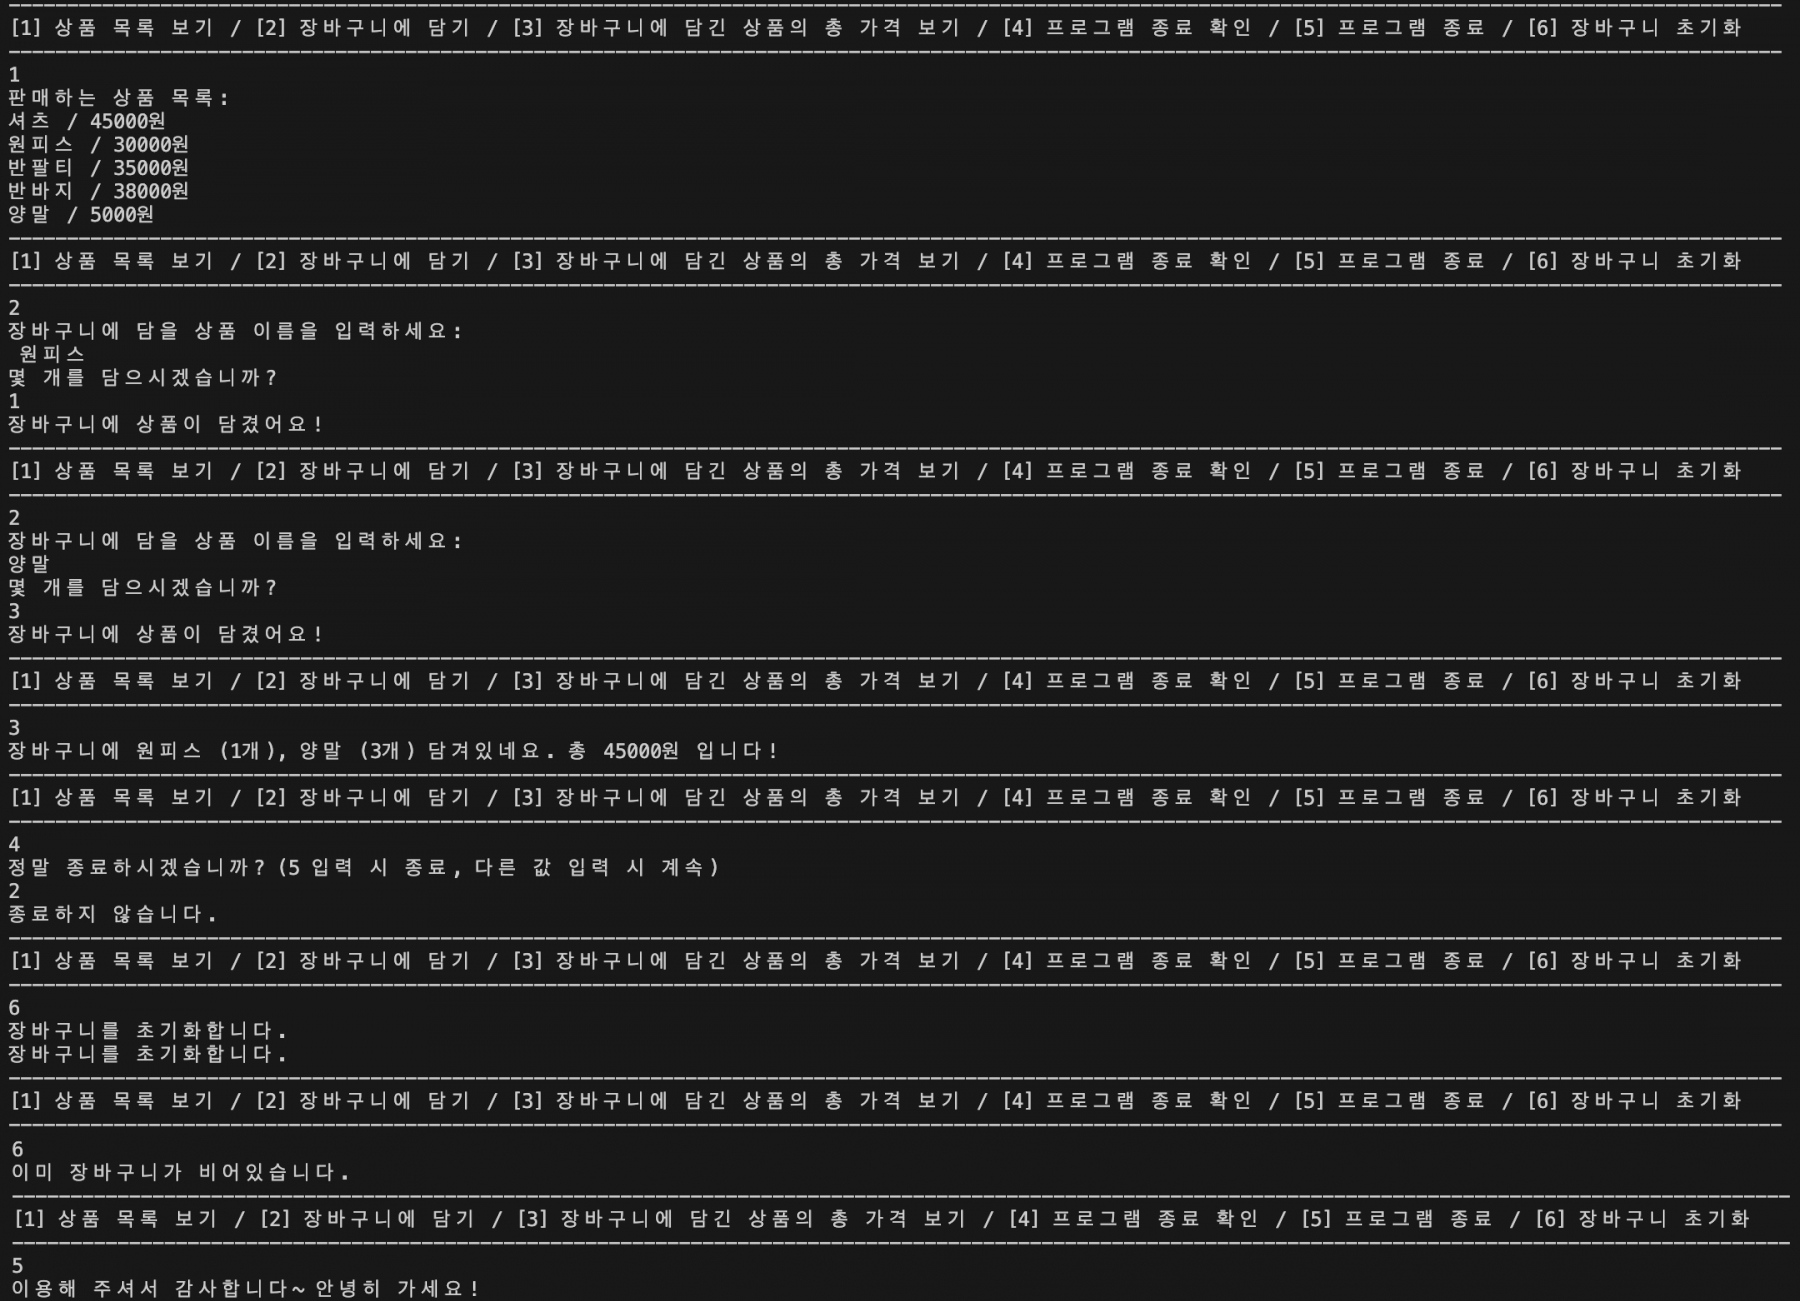 [1] 상품 목록 보기 / [2] 장바구니에 담기 / [3] 장바구니에 담긴 상품의 총 가격 보기 / [4] 프로그램 종료 확인 / [5] 프로그램 종료 / [6] 장바구니 초기화
1
판매하는 상품 목록:
셔츠 / 45000원
원피스 / 30000원
반팔티 / 35000원
반바지 / 38000원
양말 / 5000원
[1] 상품 목록 보기 / [2] 장바구니에 담기 / [3] 장바구니에 담긴 상품의 총 가격 보기 / [4] 프로그램 종료 확인 / [5] 프로그램 종료 / [6] 장바구니 초기화
2
장바구니에 담을 상품 이름을 입력하세요:
원피스
몇 개를 담으시겠습니까?
1
장바구니에 상품이 담겼어요!
[1] 상품 목록 보기 / [2] 장바구니에 담기 / [3] 장바구니에 담긴 상품의 총 가격 보기 / [4] 프로그램 종료 확인 / [5] 프로그램 종료 / [6] 장바구니 초기화
2
장바구니에 담을 상품 이름을 입력하세요:
양말
몇 개를 담으시겠습니까?
3
장바구니에 상품이 담겼어요!
[1] 상품 목록 보기 / [2] 장바구니에 담기 / [3] 장바구니에 담긴 상품의 총 가격 보기 / [4] 프로그램 종료 확인 / [5] 프로그램 종료 / [6] 장바구니 초기화
3
장바구니에 원피스 (1개), 양말 (3개) 담겨있네요. 총 45000원 입니다!
[1] 상품 목록 보기 / [2] 장바구니에 담기 / [3] 장바구니에 담긴 상품의 총 가격 보기 / [4] 프로그램 종료 확인 / [5] 프로그램 종료 / [6] 장바구니 초기화
4
정말 종료하시겠습니까? (5 입력 시 종료, 다른 값 입력 시 계속)
2
종료하지 않습니다.
[1] 상품 목록 보기 / [2] 장바구니에 담기 / [3] 장바구니에 담긴 상품의 총 가격 보기 / [4] 프로그램 종료 확인 / [5] 프로그램 종료 / [6] 장바구니 초기화
6
장바구니를 초기화합니다.
장바구니를 초기화합니다.
[1] 상품 목록 보기 / [2] 장바구니에 담기 / [3] 장바구니에 담긴 상품의 총 가격 보기 / [4] 프로그램 종료 확인 / [5] 프로그램 종료 / [6] 장바구니 초기화
6
이미 장바구니가 비어있습니다.
[1] 상품 목록 보기 / [2] 장바구니에 담기 / [3] 장바구니에 담긴 상품의 총 가격 보기 / [4] 프로그램 종료 확인 / [5] 프로그램 종료 / [6] 장바구니 초기화
5
이용해 주셔서 감사합니다~ 안녕히 가세요!